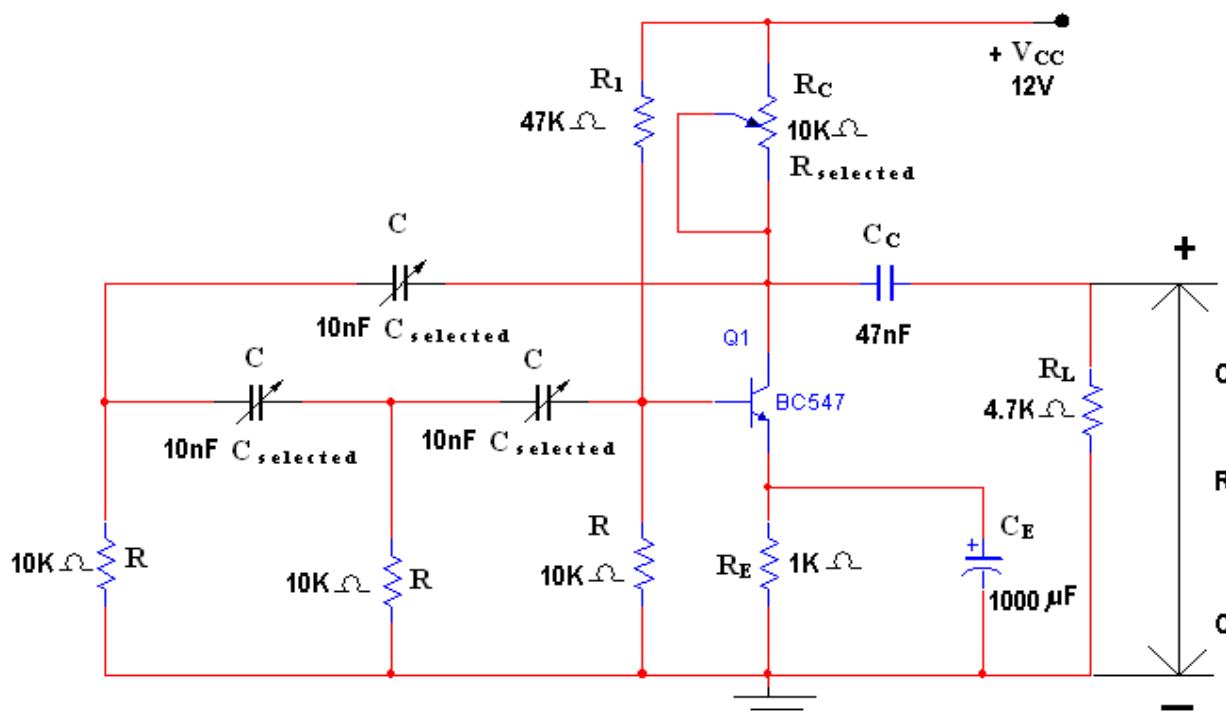 + VCC
12V
R1
47K Ω
RC
10K Ω
Rselected
C
10nF Cselected
CC
47nF
+
C
10nF Cselected
C
10nF Cselected
Q1
BC547
RL
4.7K Ω
R
10K Ω
R
10K Ω
R
10K Ω
RE
1K Ω
CE
+
1000 µF
R
−